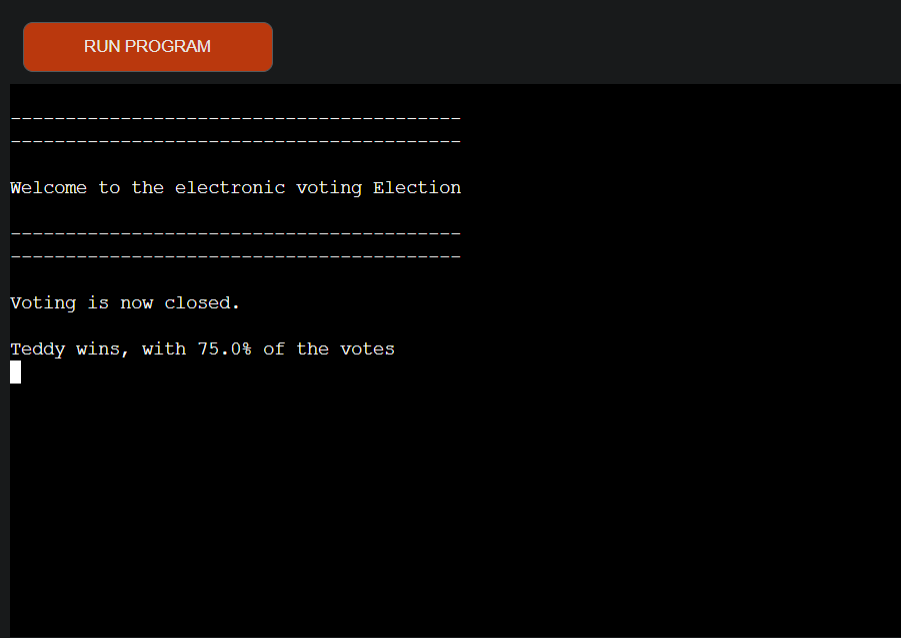 RUN PROGRAM
-----------------------------------------
-----------------------------------------
Welcome to the electronic voting Election
-----------------------------------------
-----------------------------------------
Voting is now closed.
Teddy wins, with 75.0% of the votes